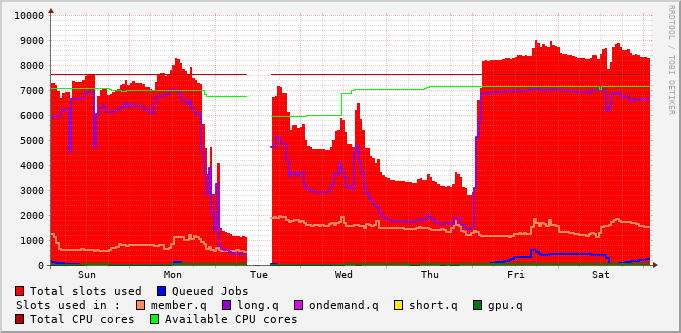 RRDTOOL / TOBI OETIKER
10000
9000
8000
7000
6000
5000
4000
3000
2000
1000
0
Sun Mon Tue Wed Thu Fri Sat
Total slots used Queued Jobs
Slots used in : member.q long.q ondemand.q short.q gpu.q
Total CPU cores Available CPU cores